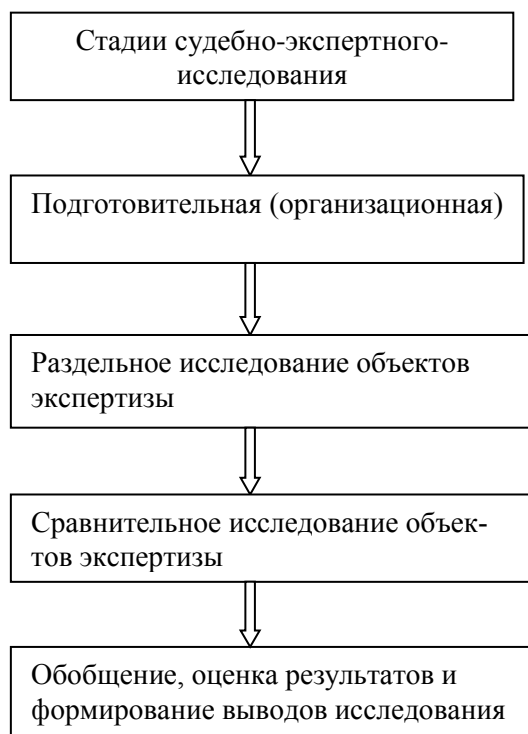 Стадии судебно-экспертного-
исследования
Подготовительная (организационная)
Раздельное исследование объектов
экспертизы
Сравнительное исследование объек-
тов экспертизы
Обобщение, оценка результатов и
формирование выводов исследования